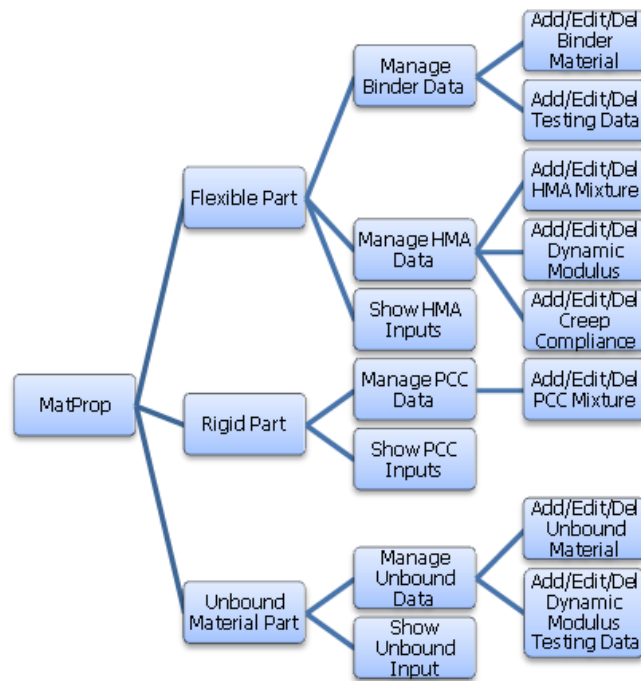 MatProp
Flexible Part
Manage
Binder Data
Add/Edit/Del
Binder
Material
Add/Edit/Del
Testing Data
Manage HMA
Data
Add/Edit/Del
HMA Mixture
Add/Edit/Del
Dynamic
Modulus
Add/Edit/Del
Creep
Compliance
Show HMA
Inputs
Rigid Part
Manage PCC
Data
Add/Edit/Del
PCC Mixture
Show PCC
Inputs
Unbound
Material Part
Manage
Unbound
Data
Add/Edit/Del
Unbound
Material
Add/Edit/Del
Dynamic
Modulus
Testing Data
Show
Unbound
Input